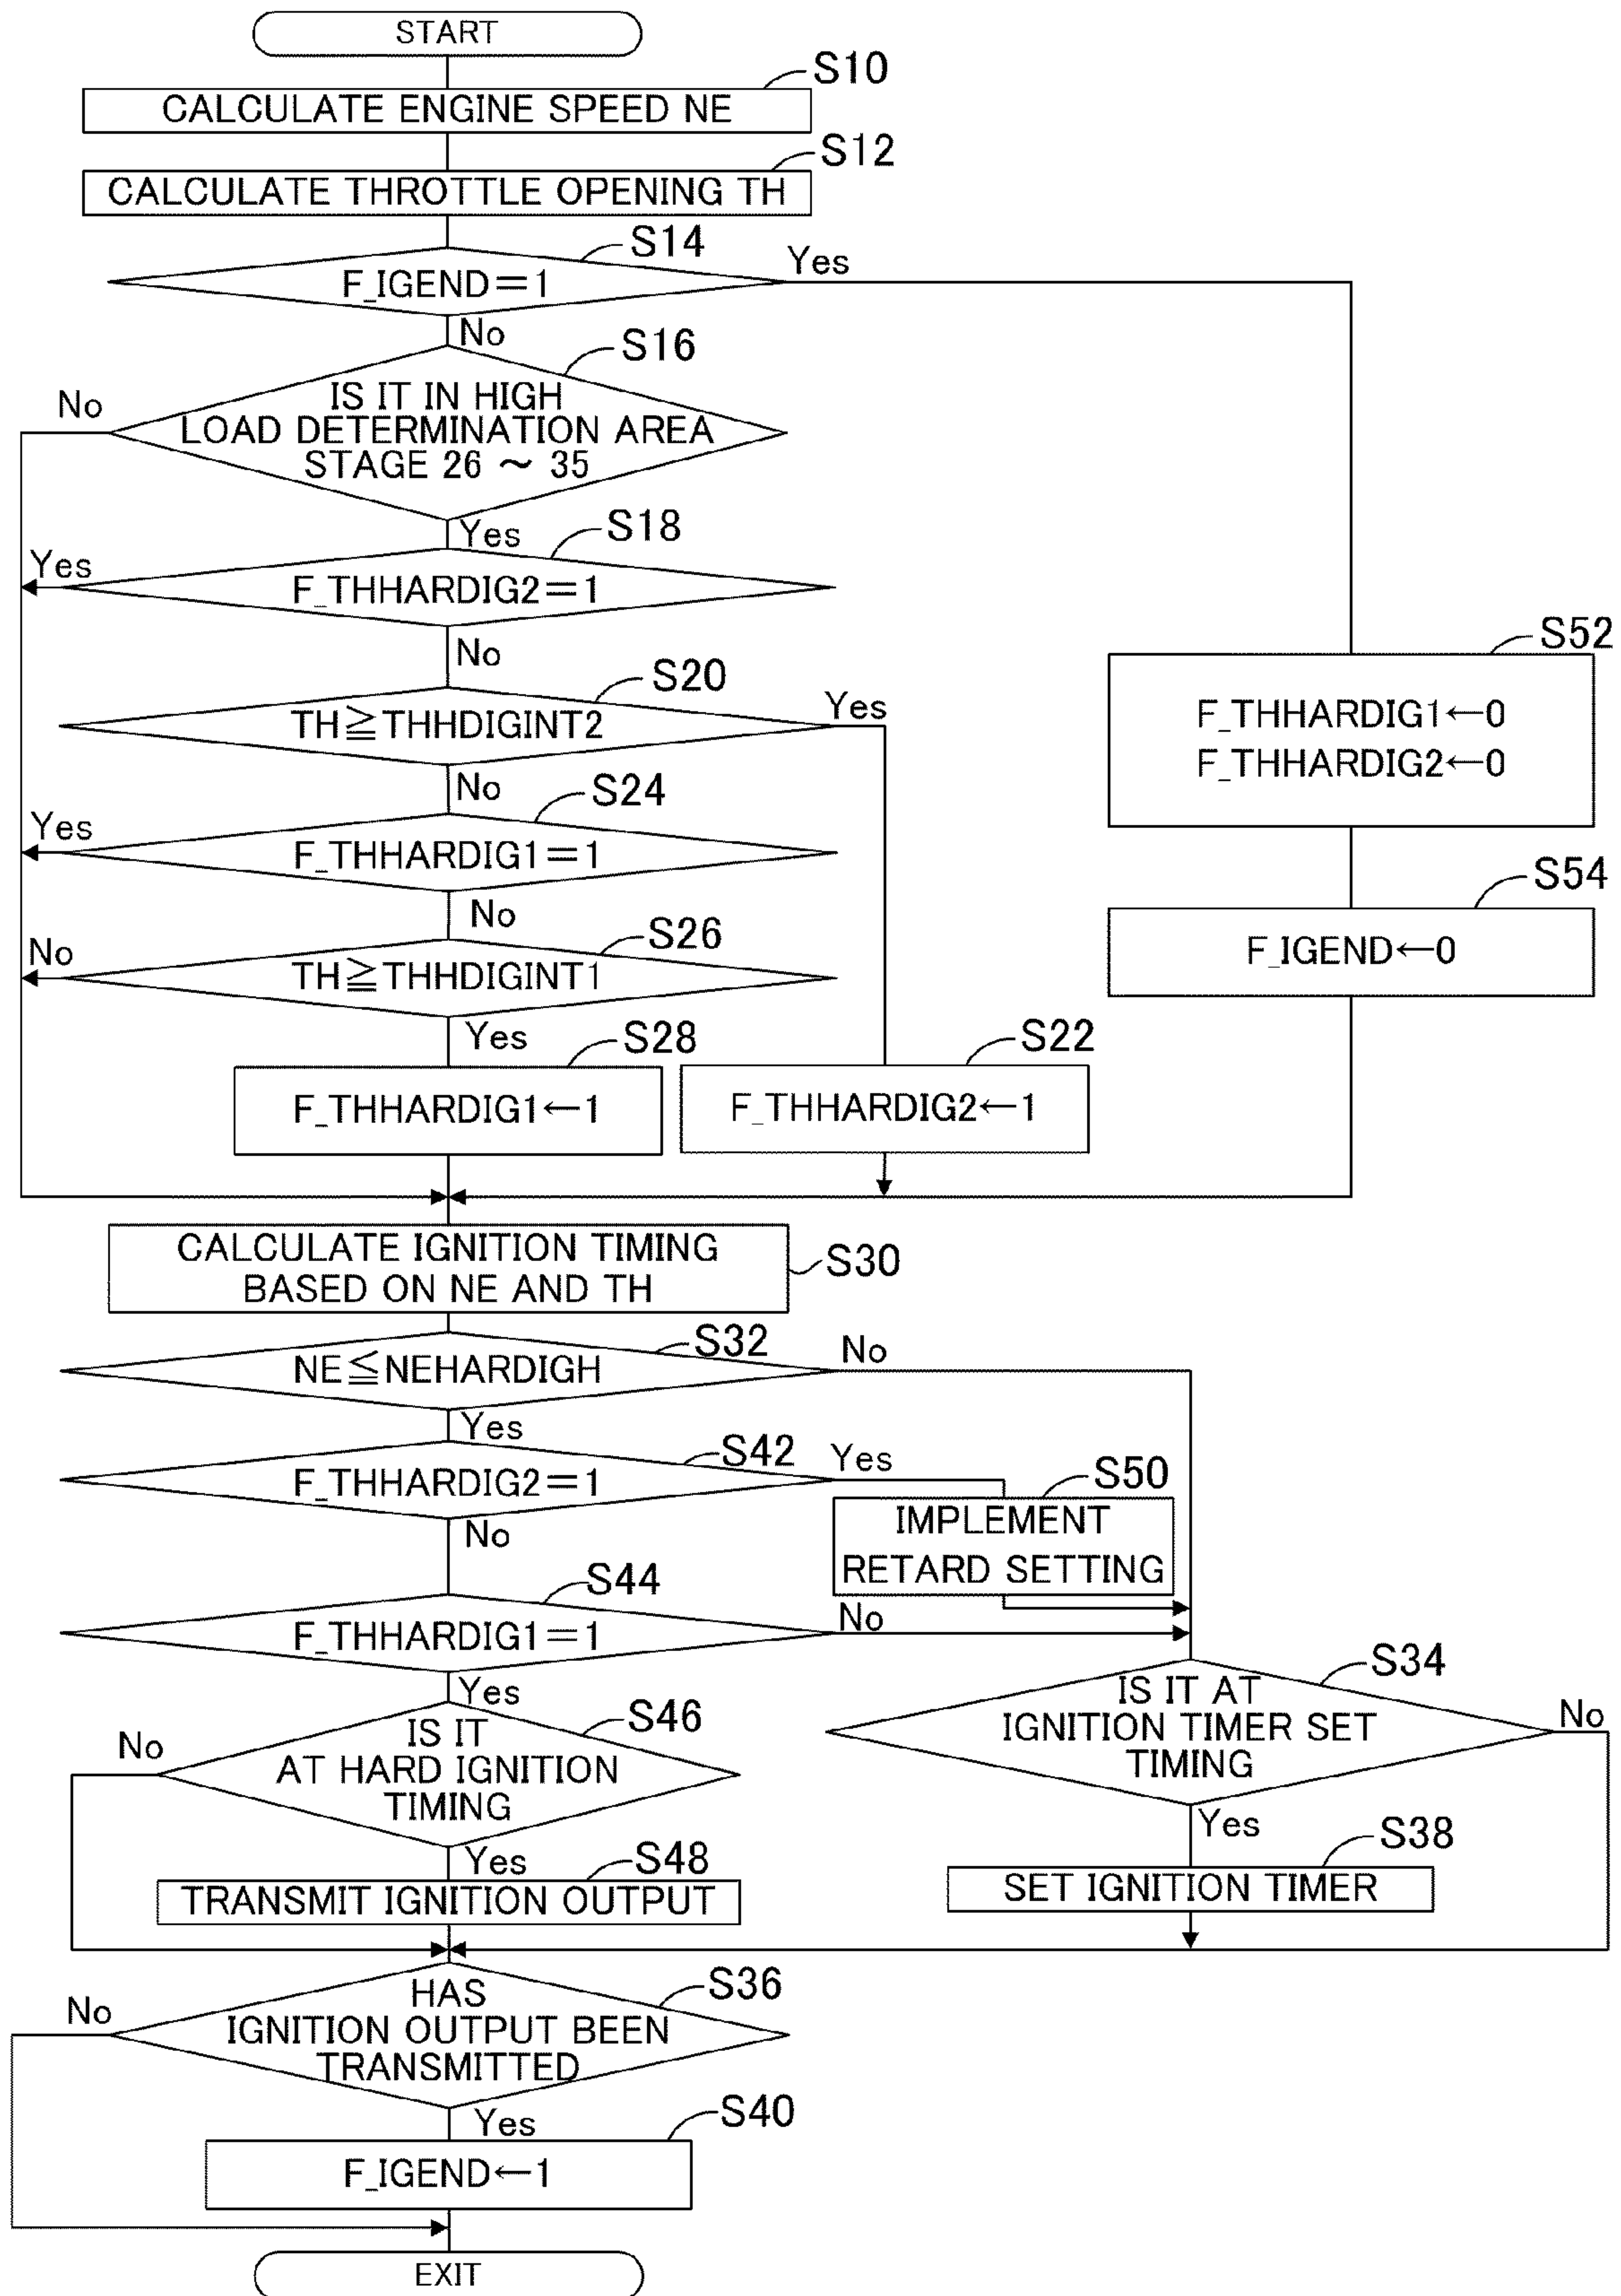 START
S10
CALCULATE ENGINE SPEED NE
S12
CALCULATE THROTTLE OPENING TH
S14
F_IGEND=1
Yes
No
S16
IS IT IN HIGH
LOAD DETERMINATION AREA
STAGE 26 ~ 35
No
Yes
S18
F_THHARDIG2=1
Yes
No
S20
TH≧THHDIGINT2
Yes
No
S24
F_THHARDIG1=1
Yes
No
S26
TH≧THHDIGINT1
No
Yes
S28
F_THHARDIG1←1
S22
F_THHARDIG2←1
S52
F_THHARDIG1←0
F_THHARDIG2←0
S54
F_IGEND←0
CALCULATE IGNITION TIMING
BASED ON NE AND TH
S30
S32
NE≦NEHARDIGH
No
Yes
S42
F_THHARDIG2=1
Yes
No
S50
IMPLEMENT
RETARD SETTING
S44
F_THHARDIG1=1
No
Yes
S46
IS IT
AT HARD IGNITION
TIMING
No
Yes
S48
TRANSMIT IGNITION OUTPUT
S34
IS IT AT
IGNITION TIMER SET
TIMING
No
Yes
S38
SET IGNITION TIMER
S36
HAS
IGNITION OUTPUT BEEN
TRANSMITTED
No
Yes
S40
F_IGEND←1
EXIT